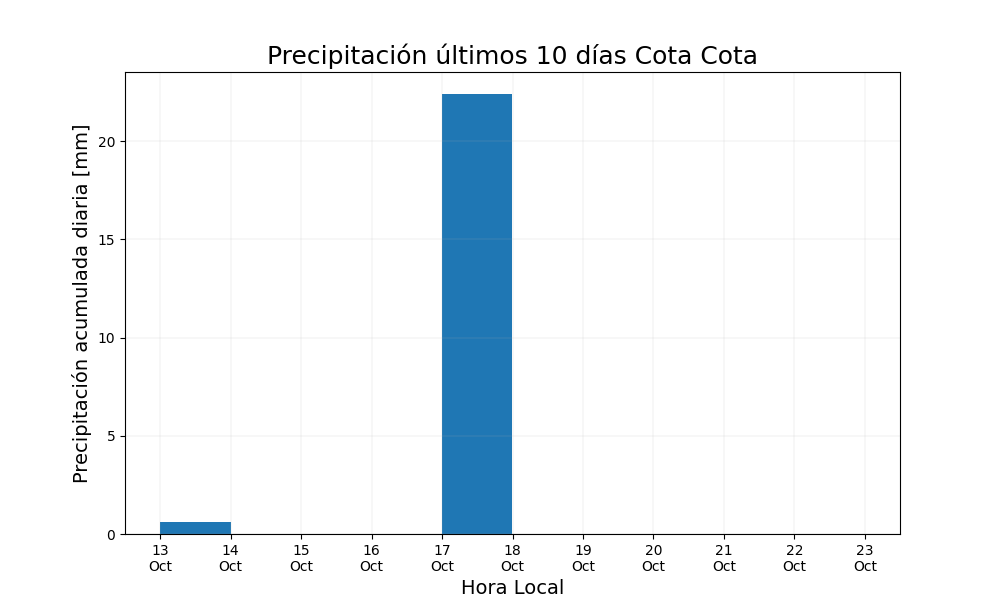 Precipitación últimos 10 días Cota Cota
Precipitación acumulada diaria [mm]
20
15
10
5
0
13 14 15 16 17 18 19 20 21 22 23
Oct Oct Oct Oct Oct Oct Oct Oct Oct Oct Oct
Hora Local